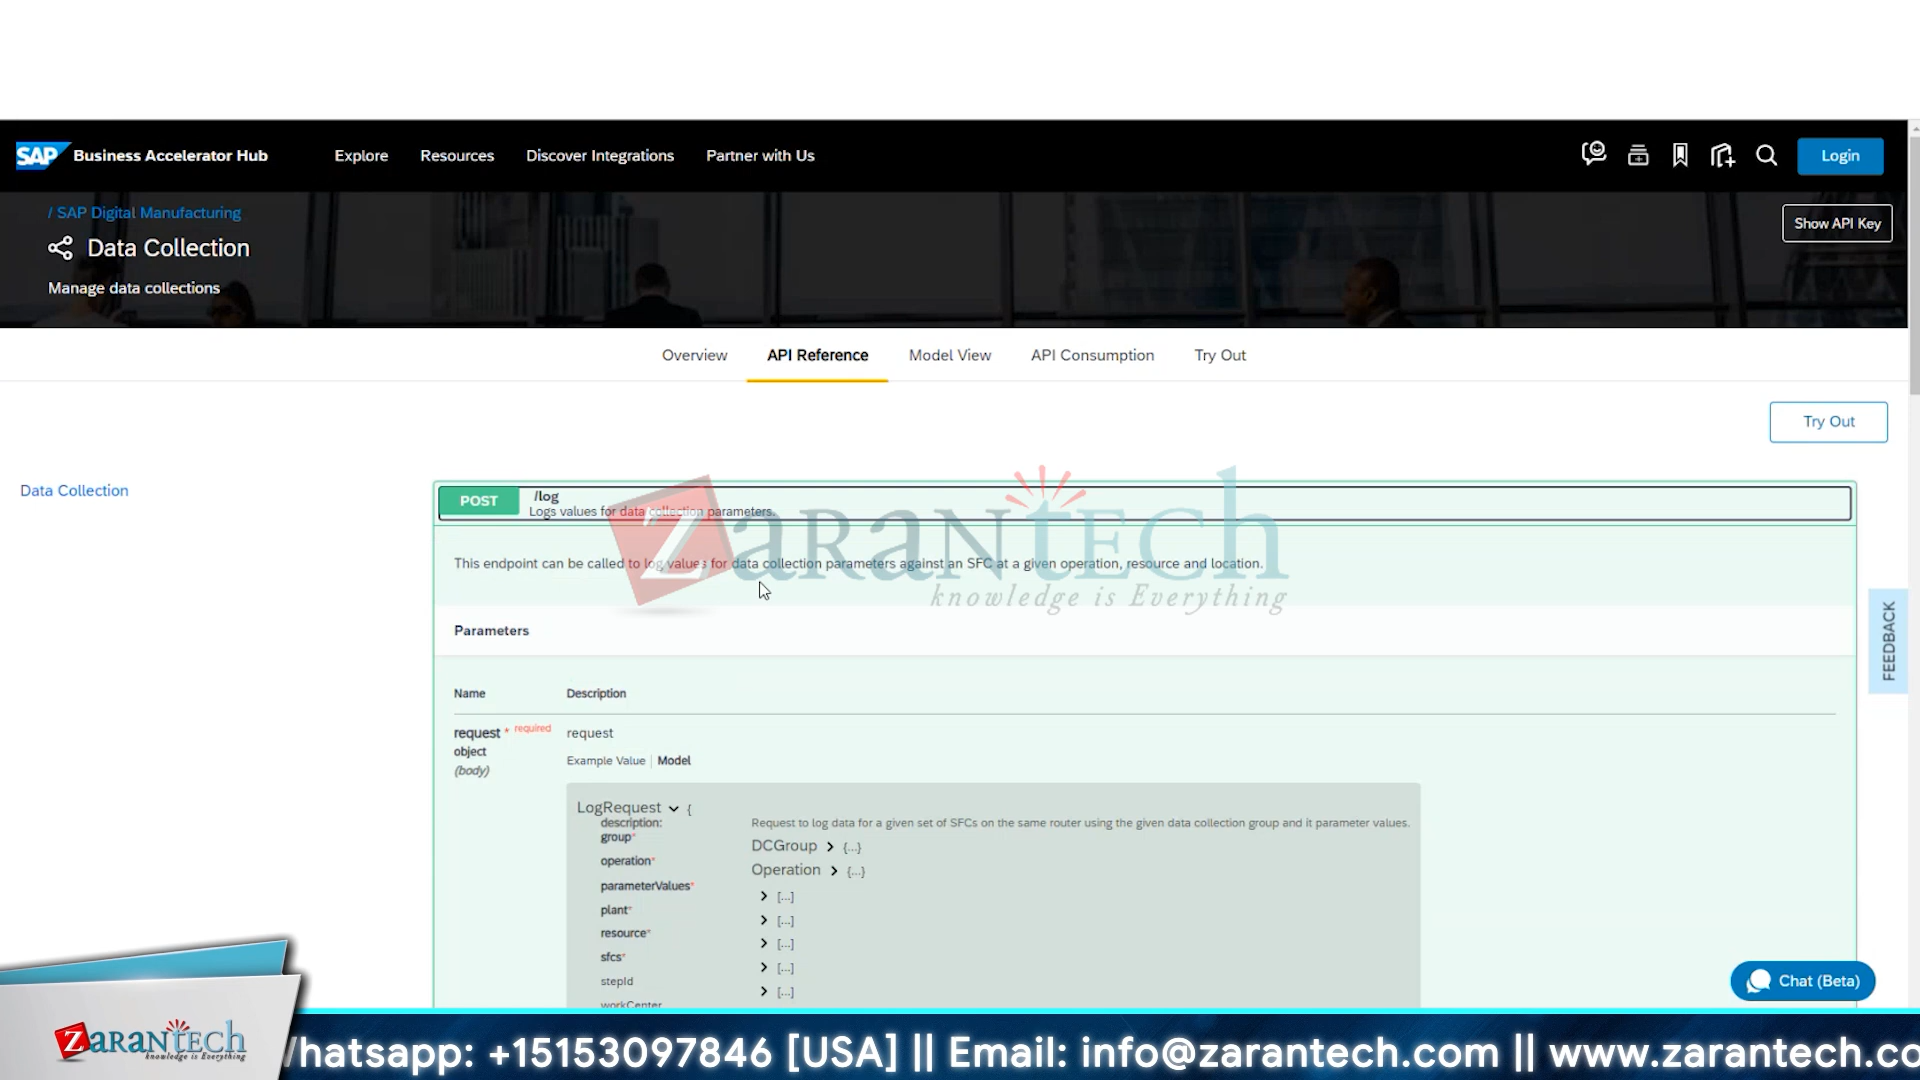 SAP Business Accelerator Hub Explore Resources Discover Integrations Partner with Us Login
/ SAP Digital Manufacturing
Show API Key
Data Collection
Manage data collections
Overview API Reference Model View API Consumption Try Out
Try Out
Data Collection
POST /log
Logs values for data collection parameters.
ZaranTech
This endpoint can be called to log values for data collection parameters against an SFC at a given operation, resource and location.
knowledge is Everything
Parameters
FEEDBACK
Name Description
request * required request
object
Example Value Model
(body)
LogRequest {
description: Request to log data for a given set of SFCs on the same router using the given data collection group and it parameter values.
group* DCGroup > {...}
operation* Operation > {...}
parameterValues* > [...]
plant* > [...]
resource* > [...]
sfcs* > [...]
stepId > [...]
workCenter
Chat (Beta)
ZaranTech
knowledge is Everything
hatsapp: +15153097846 [USA] || Email: info@zarantech.com || www.zarantech.co